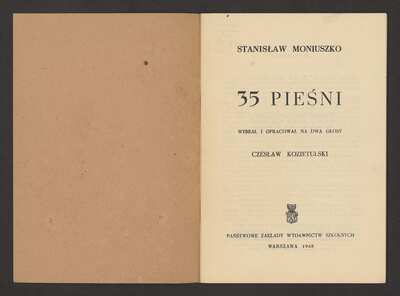 STANISŁAW MONIUSZKO
35 PIEŚNI
WYBRAŁ I OPRACOWAŁ NA DWA GŁOSY
CZESŁAW KOZIETULSKI
PAŃSTWOWE ZAKŁADY WYDAWNICTW SZKOLNYCH
WARSZAWA 1948